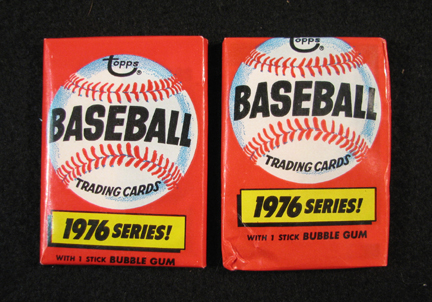 topps®
BASEBALL
TRADING CARDS
1976 SERIES!
WITH 1 STICK BUBBLE GUM
topps®
BASEBALL
TRADING CARDS
1976 SERIES!
WITH 1 STICK BUBBLE GUM